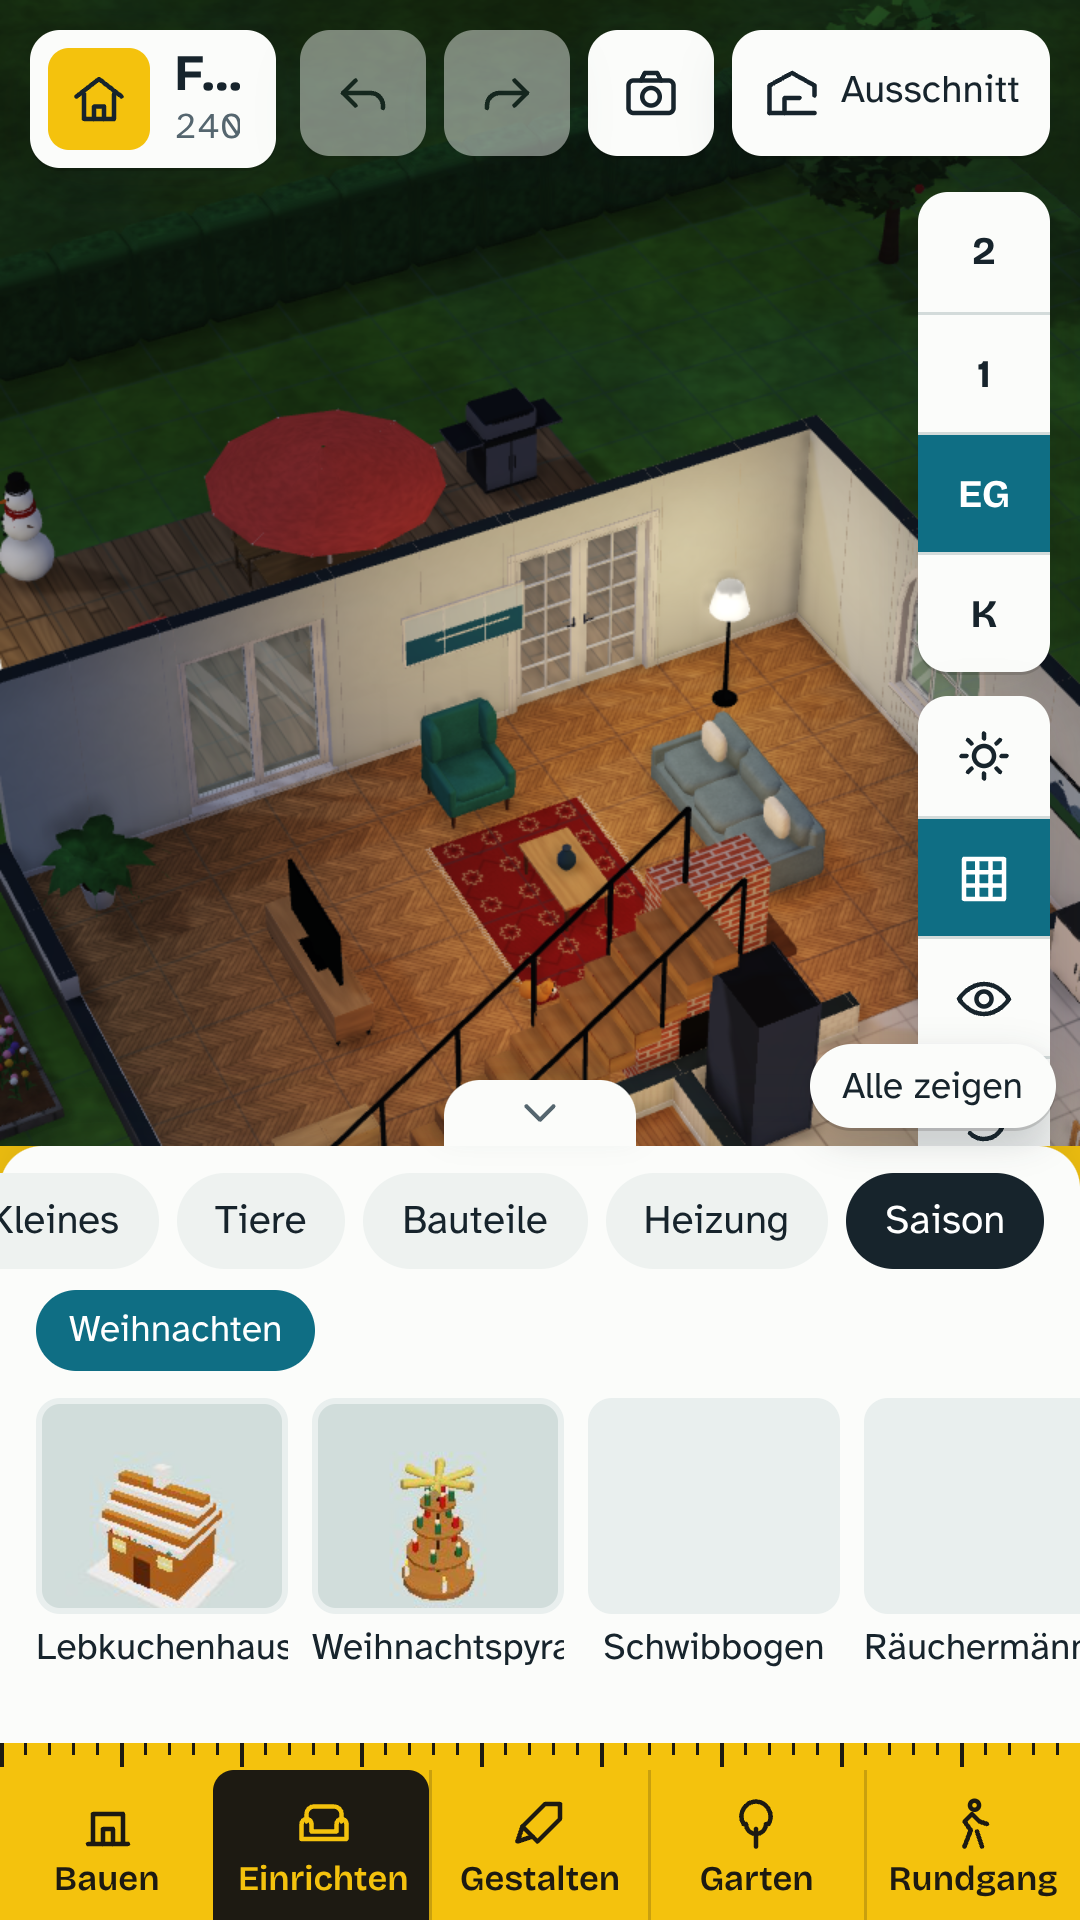 F...
240
Ausschnitt
2
1
EG
K
Alle zeigen
Kleines
Tiere
Bauteile
Heizung
Saison
Weihnachten
Lebkuchenhaus
Weihnachtspyra
Schwibbogen
Räuchermänn
Bauen
Einrichten
Gestalten
Garten
Rundgang